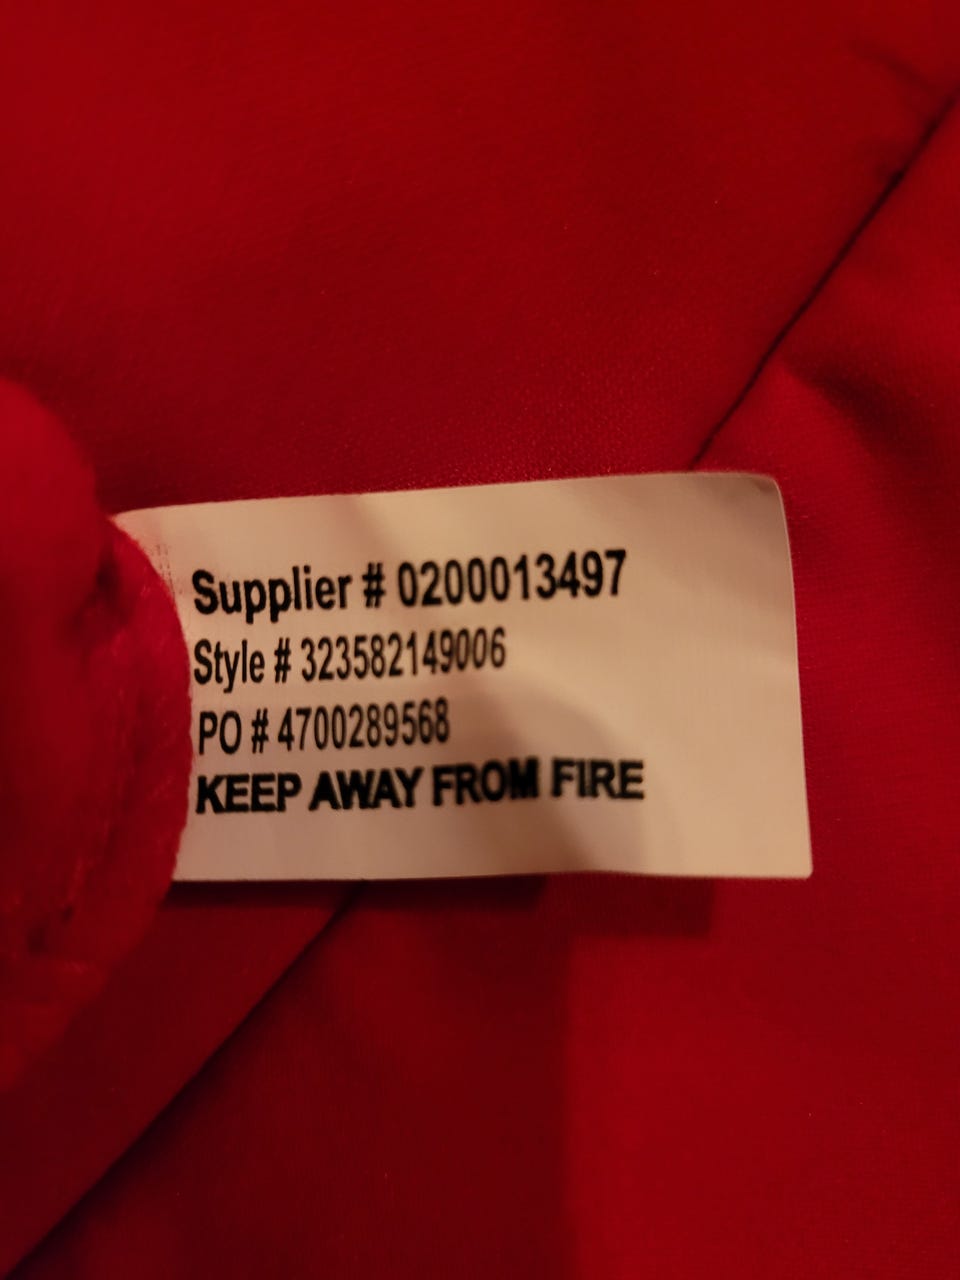 Supplier # 0200013497
Style # 323582149006
PO # 4700289568
KEEP AWAY FROM FIRE